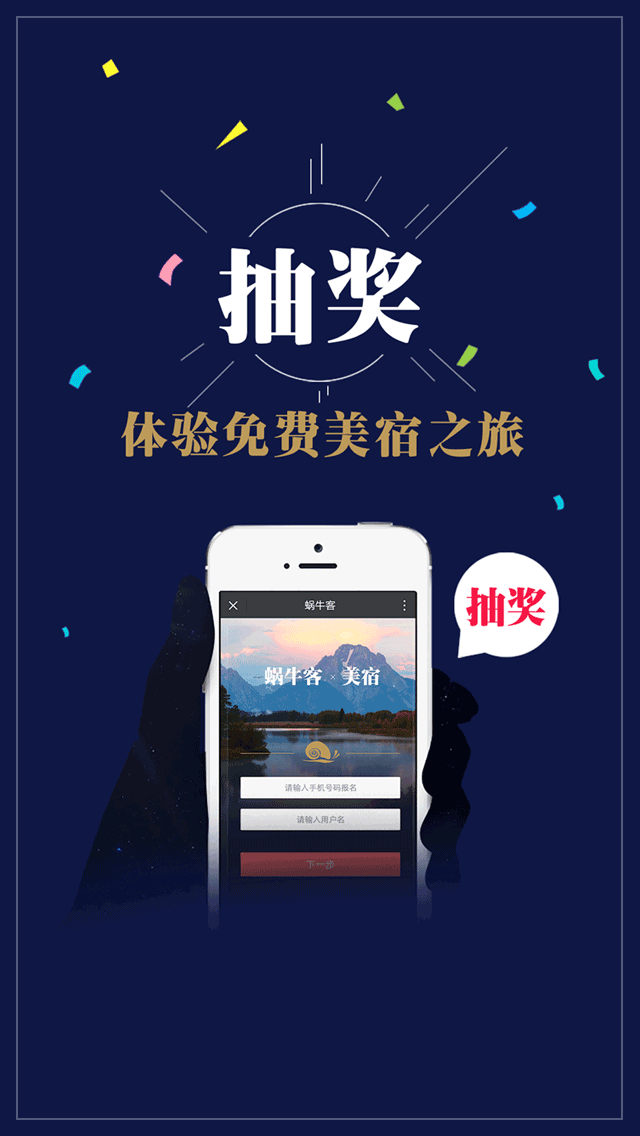 抽奖
体验免费美宿之旅
抽奖
蜗牛客
蜗牛客 × 美宿
请输入手机号码报名
请输入用户名
下一步